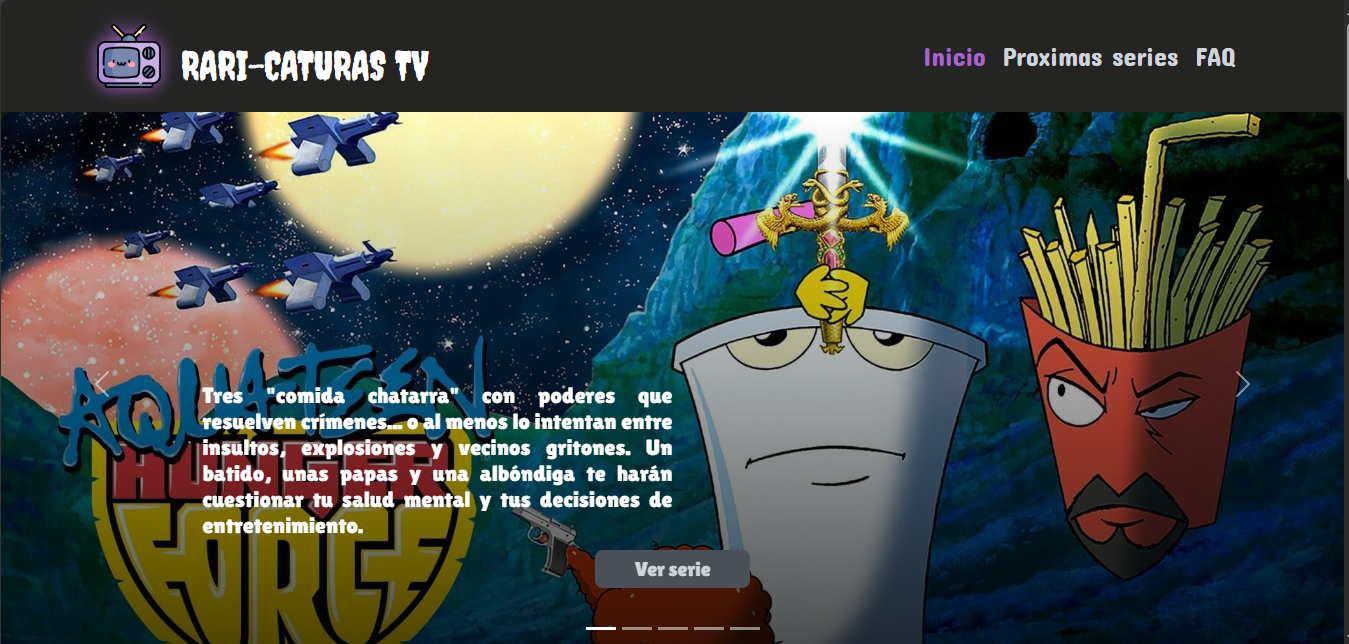 RARI-CATURAS TV
Inicio Proximas series FAQ
AQUA TEEN
HUNGER
FORCE
Tres "comida chatarra" con poderes que
resuelven crímenes... o al menos lo intentan entre
insultos, explosiones y vecinos gritones. Un
batido, unas papas y una albóndiga te harán
cuestionar tu salud mental y tus decisiones de
entretenimiento.
Ver serie